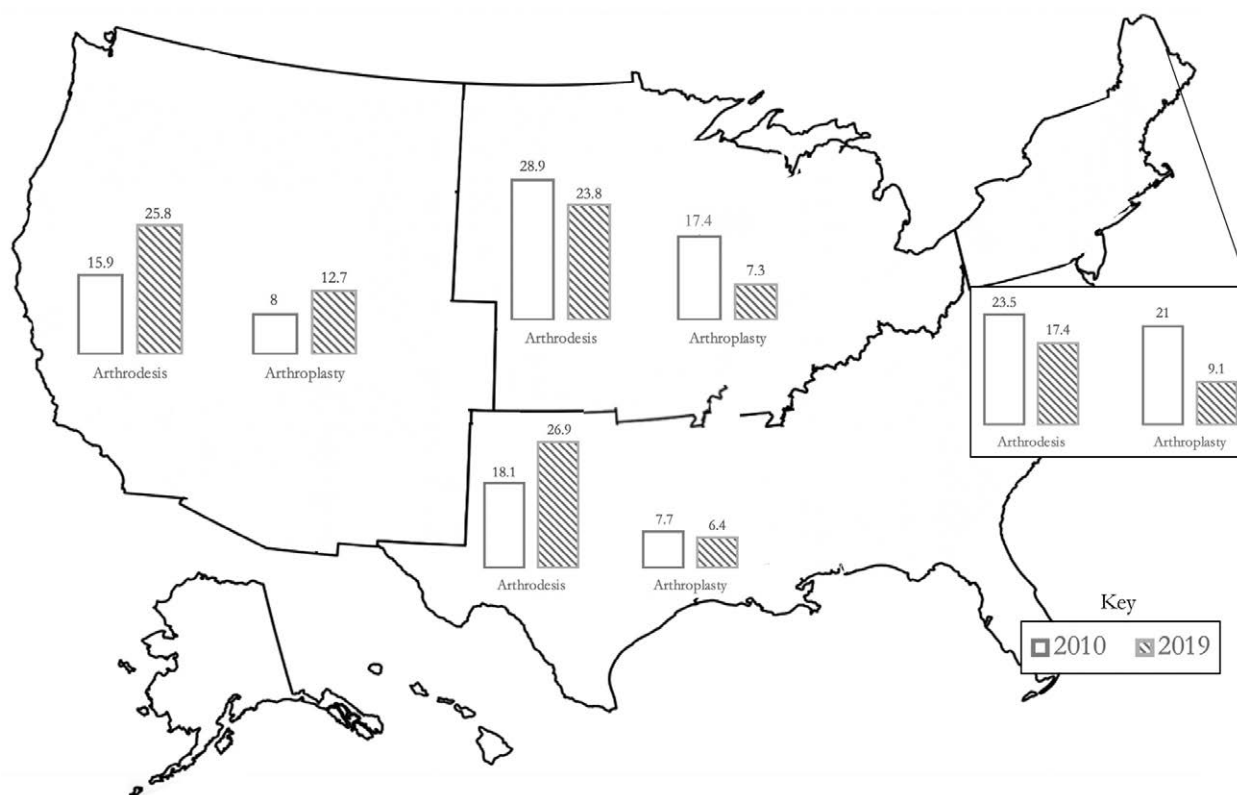 28.9
23.8
17.4
7.3
Arthrodesis
Arthroplasty
25.8
15.9
12.7
8
Arthrodesis
Arthroplasty
23.5
17.4
21
9.1
Arthrodesis
Arthroplasty
26.9
18.1
7.7
6.4
Arthrodesis
Arthroplasty
Key
2010 2019